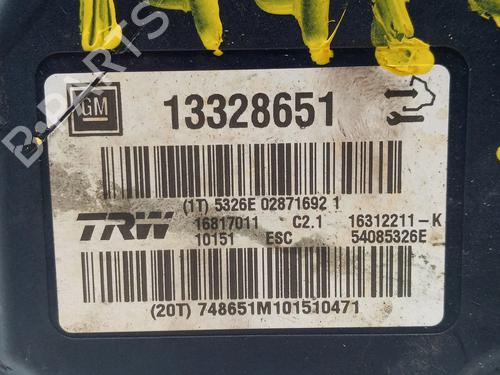 B-PARTS
GM 13328651
(1T) 5326E 02871692 1
TRW 16817011 C2.1 16312211-K
10151 ESC 54085326E
(20T) 748651M101510471